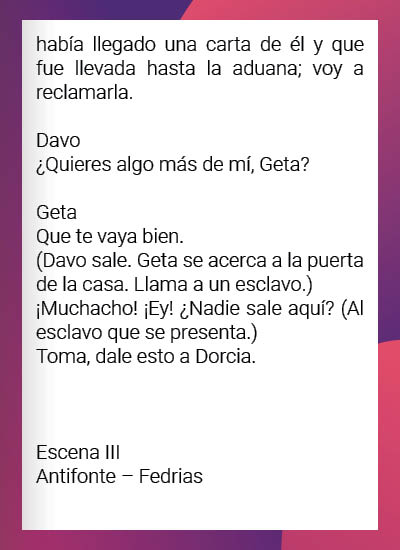 había llegado una carta de él y que
fue llevada hasta la aduana; voy a
reclamarla.
Davo
¿Quieres algo más de mí, Geta?
Geta
Que te vaya bien.
(Davo sale. Geta se acerca a la puerta
de la casa. Llama a un esclavo.)
¡Muchacho! ¡Ey! ¿Nadie sale aquí? (Al
esclavo que se presenta.)
Toma, dale esto a Dorcia.
Escena III
Antifonte – Fedrias